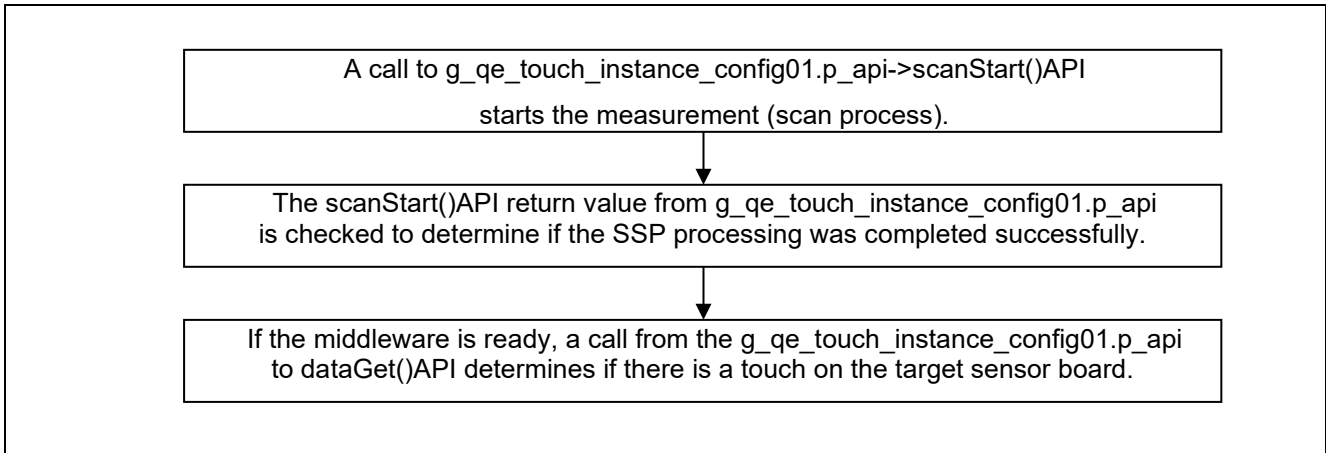 A call to g_qe_touch_instance_config01.p_api->scanStart()API
starts the measurement (scan process).
The scanStart()API return value from g_qe_touch_instance_config01.p_api
is checked to determine if the SSP processing was completed successfully.
If the middleware is ready, a call from the g_qe_touch_instance_config01.p_api
to dataGet()API determines if there is a touch on the target sensor board.